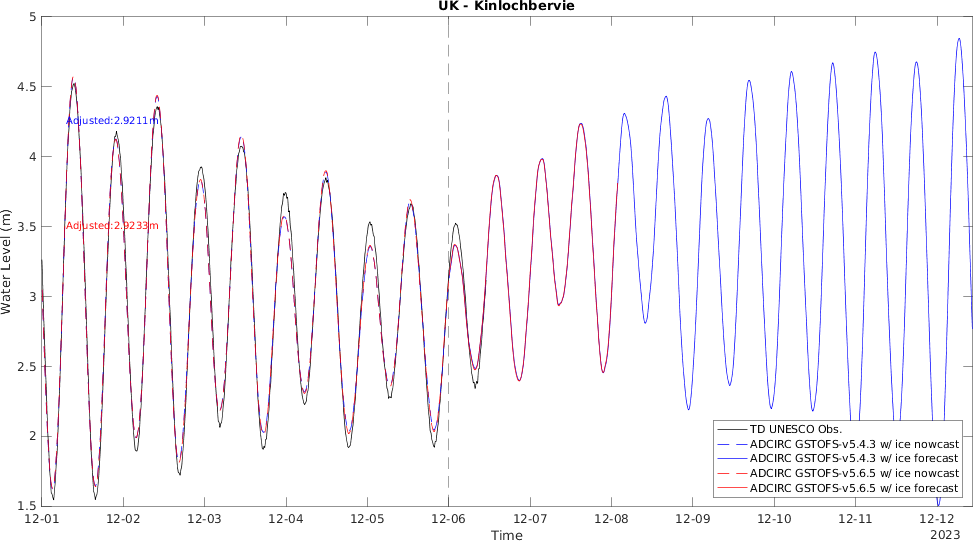 UK - Kinlochbervie
5
4.5
4
3.5
3
2.5
2
1.5
Water Level (m)
Adjusted:2.9211m
Adjusted:2.9233m
TD UNESCO Obs.
ADCIRC GSTOFS-v5.4.3 w/ ice nowcast
ADCIRC GSTOFS-v5.4.3 w/ ice forecast
ADCIRC GSTOFS-v5.6.5 w/ ice nowcast
ADCIRC GSTOFS-v5.6.5 w/ ice forecast
12-01 12-02 12-03 12-04 12-05 12-06 12-07 12-08 12-09 12-10 12-11 12-12
Time 2023